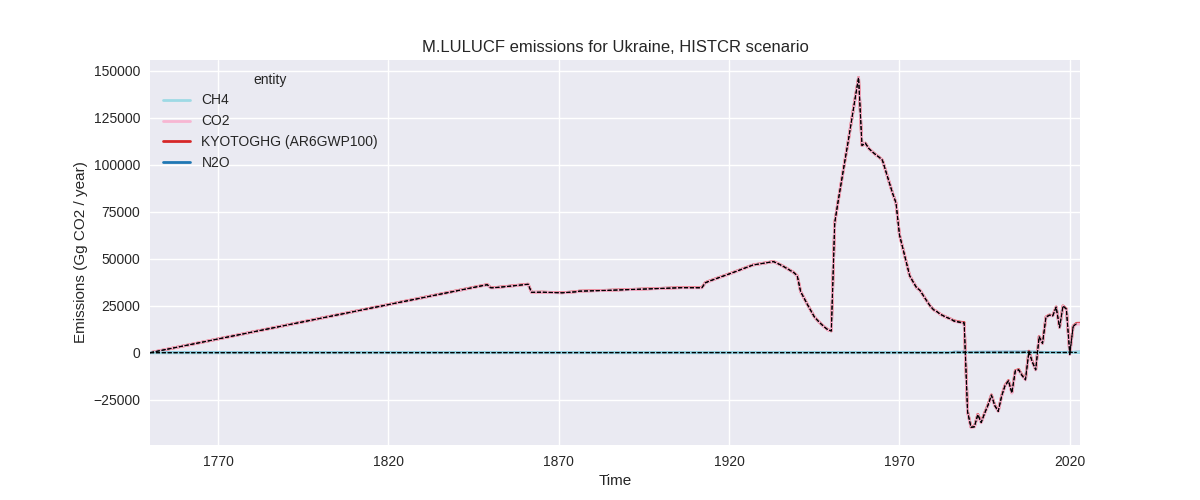 M.LULUCF emissions for Ukraine, HISTCR scenario
Emissions (Gg CO2 / year)
150000
125000
100000
75000
50000
25000
0
−25000
entity
CH4
CO2
KYOTOGHG (AR6GWP100)
N2O
1770 1820 1870 1920 1970 2020
Time